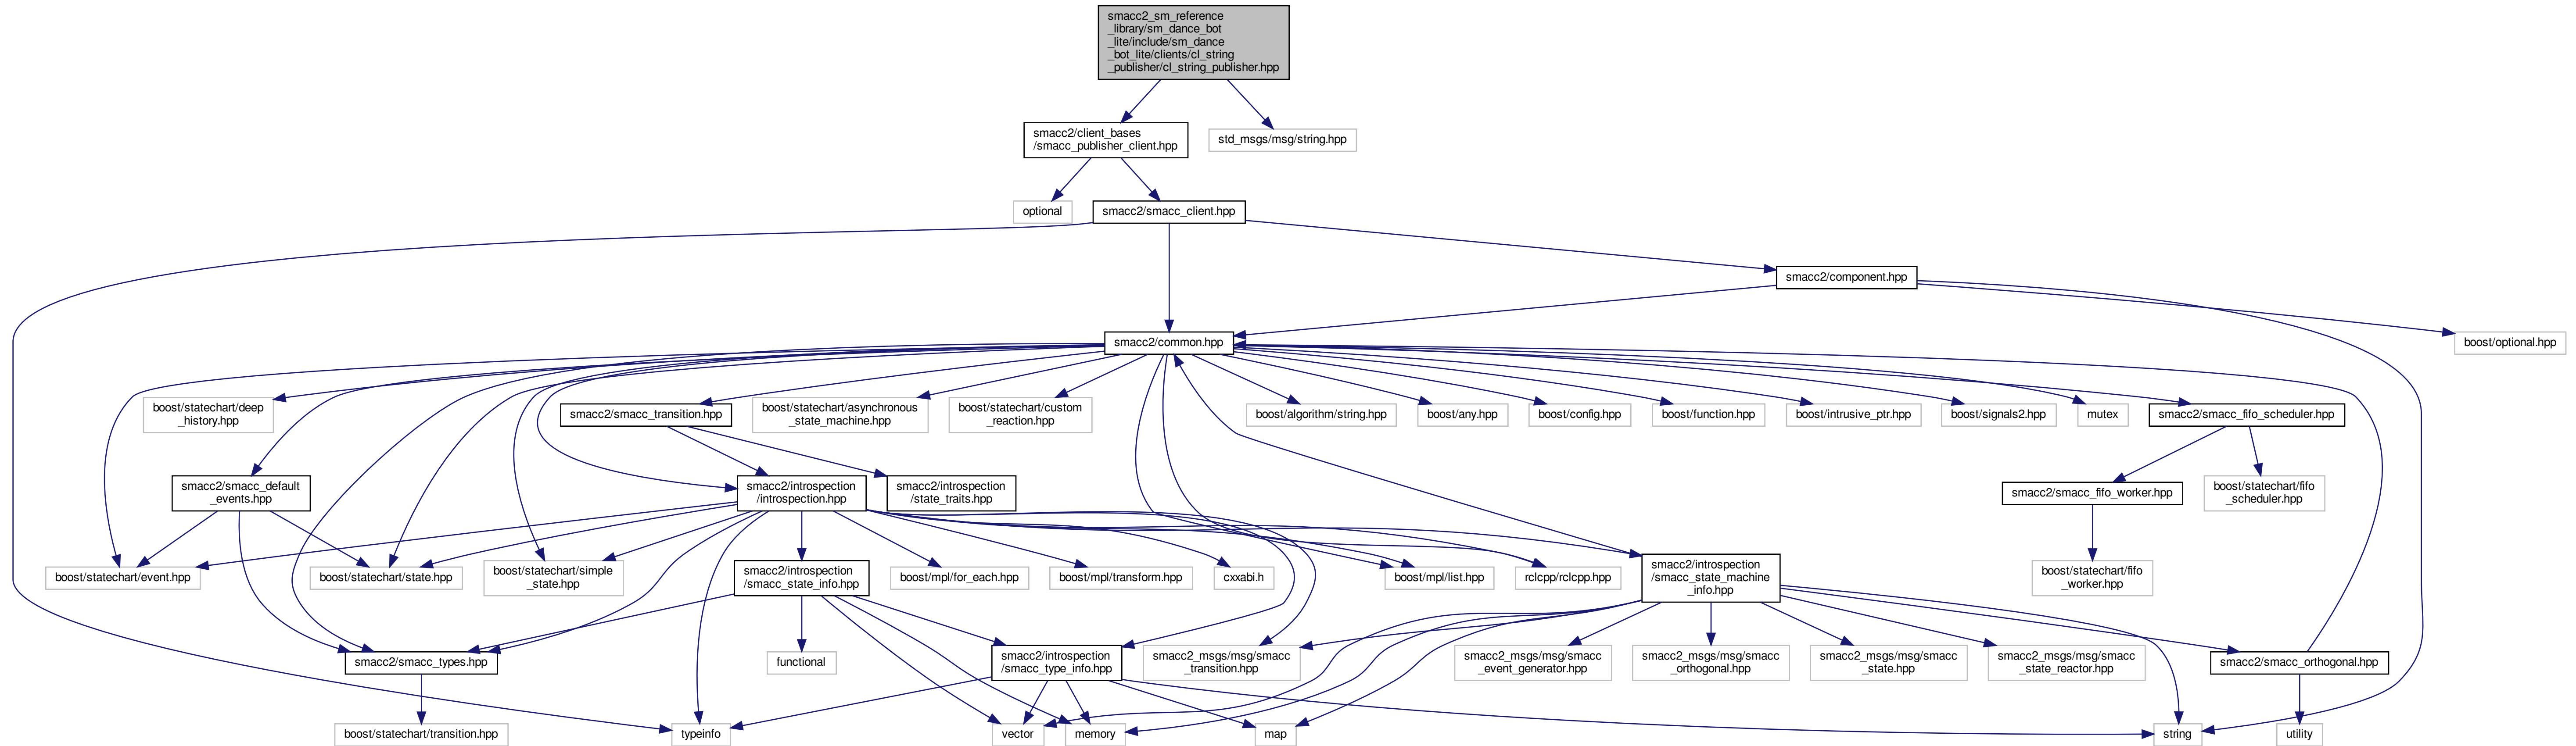 smacc2_sm_reference
_library/sm_dance_bot
_lite/include/sm_dance
_bot_lite/clients/cl_string
_publisher/cl_string_publisher.hpp
smacc2/client_bases
/smacc_publisher_client.hpp
std_msgs/msg/string.hpp
optional
smacc2/smacc_client.hpp
smacc2/component.hpp
smacc2/common.hpp
boost/optional.hpp
boost/statechart/deep
_history.hpp
smacc2/smacc_transition.hpp
boost/statechart/asynchronous
_state_machine.hpp
boost/statechart/custom
_reaction.hpp
boost/algorithm/string.hpp
boost/any.hpp
boost/config.hpp
boost/function.hpp
boost/intrusive_ptr.hpp
boost/signals2.hpp
mutex
smacc2/smacc_fifo_scheduler.hpp
smacc2/smacc_default
_events.hpp
smacc2/introspection
/introspection.hpp
smacc2/introspection
/state_traits.hpp
smacc2/smacc_fifo_worker.hpp
boost/statechart/fifo
_scheduler.hpp
boost/statechart/event.hpp
boost/statechart/state.hpp
boost/statechart/simple
_state.hpp
smacc2/introspection
/smacc_state_info.hpp
boost/mpl/for_each.hpp
boost/mpl/transform.hpp
cxxabi.h
boost/mpl/list.hpp
rclcpp/rclcpp.hpp
smacc2/introspection
/smacc_state_machine
_info.hpp
boost/statechart/fifo
_worker.hpp
smacc2/smacc_types.hpp
functional
smacc2/introspection
/smacc_type_info.hpp
smacc2_msgs/msg/smacc
_transition.hpp
smacc2_msgs/msg/smacc
_event_generator.hpp
smacc2_msgs/msg/smacc
_orthogonal.hpp
smacc2_msgs/msg/smacc
_state.hpp
smacc2_msgs/msg/smacc
_state_reactor.hpp
smacc2/smacc_orthogonal.hpp
boost/statechart/transition.hpp
typeinfo
vector
memory
map
string
utility